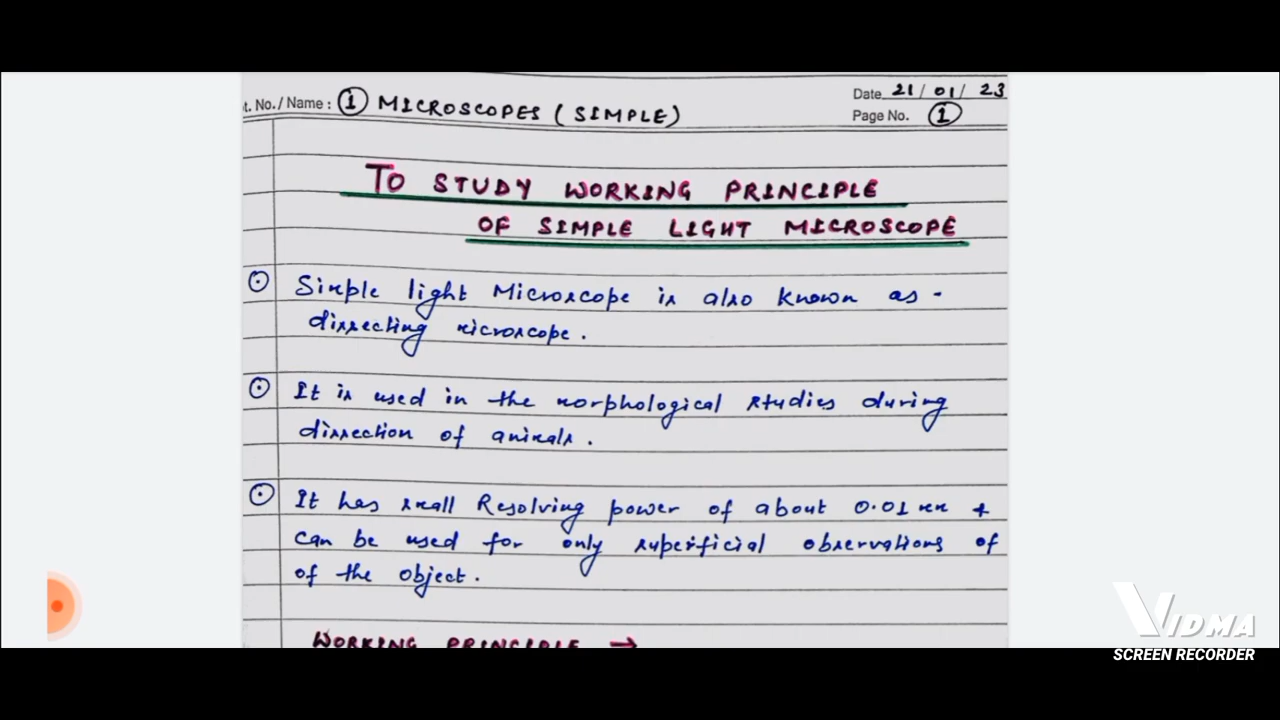 t. No./ Name : ① MICROSCOPES ( SIMPLE)
Date 21/ 01/ 23
Page No. ①
TO STUDY WORKING PRINCIPLE
OF SIMPLE LIGHT MICROSCOPE
⊙ Simple light Microscope is also known as -
dissecting microscope.
⊙ It is used in the morphological studies during
dissection of animals.
⊙ It has small Resolving power of about 0.01 mm +
can be used for only superficial observations of
of the object.
WORKING PRINCIPLE →
VIDMA
SCREEN RECORDER